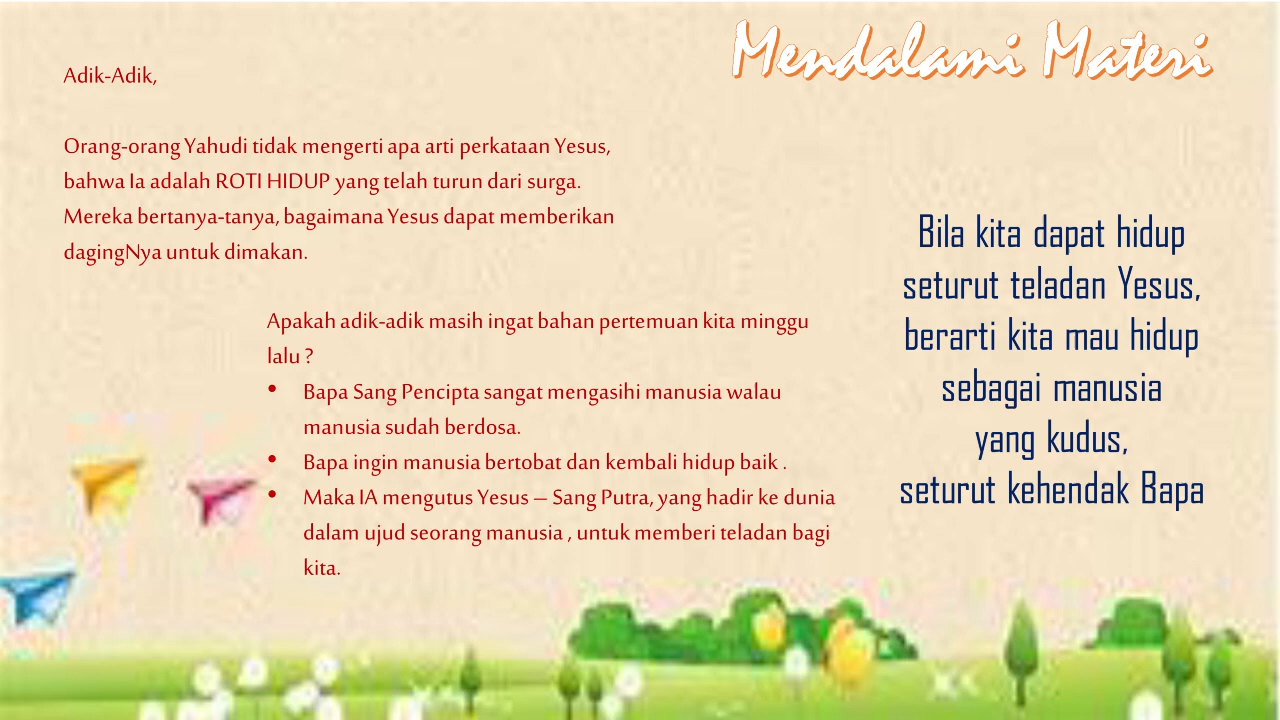 Mendalami Materi
Adik-Adik,
Orang-orang Yahudi tidak mengerti apa arti perkataan Yesus,
bahwa Ia adalah ROTI HIDUP yang telah turun dari surga.
Mereka bertanya-tanya, bagaimana Yesus dapat memberikan
dagingNya untuk dimakan.
Apakah adik-adik masih ingat bahan pertemuan kita minggu
lalu ?
• Bapa Sang Pencipta sangat mengasihi manusia walau
manusia sudah berdosa.
• Bapa ingin manusia bertobat dan kembali hidup baik .
• Maka IA mengutus Yesus – Sang Putra, yang hadir ke dunia
dalam ujud seorang manusia , untuk memberi teladan bagi
kita.
Bila kita dapat hidup
seturut teladan Yesus,
berarti kita mau hidup
sebagai manusia
yang kudus,
seturut kehendak Bapa